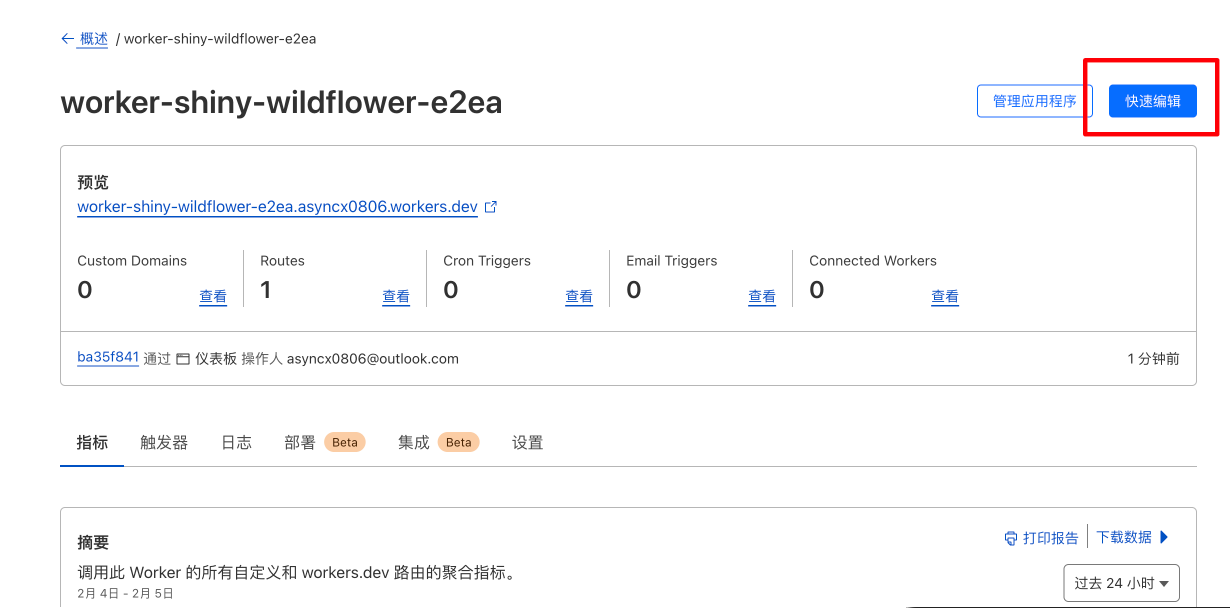 ← 概述 / worker-shiny-wildflower-e2ea
worker-shiny-wildflower-e2ea
管理应用程序
快速编辑
预览
worker-shiny-wildflower-e2ea.asyncx0806.workers.dev
Custom Domains
0
查看
Routes
1
查看
Cron Triggers
0
查看
Email Triggers
0
查看
Connected Workers
0
查看
ba35f841 通过 仪表板 操作人 asyncx0806@outlook.com
1 分钟前
指标 触发器 日志 部署 Beta 集成 Beta 设置
摘要
打印报告 下载数据
调用此 Worker 的所有自定义和 workers.dev 路由的聚合指标。
2月 4日 - 2月 5日
过去 24 小时